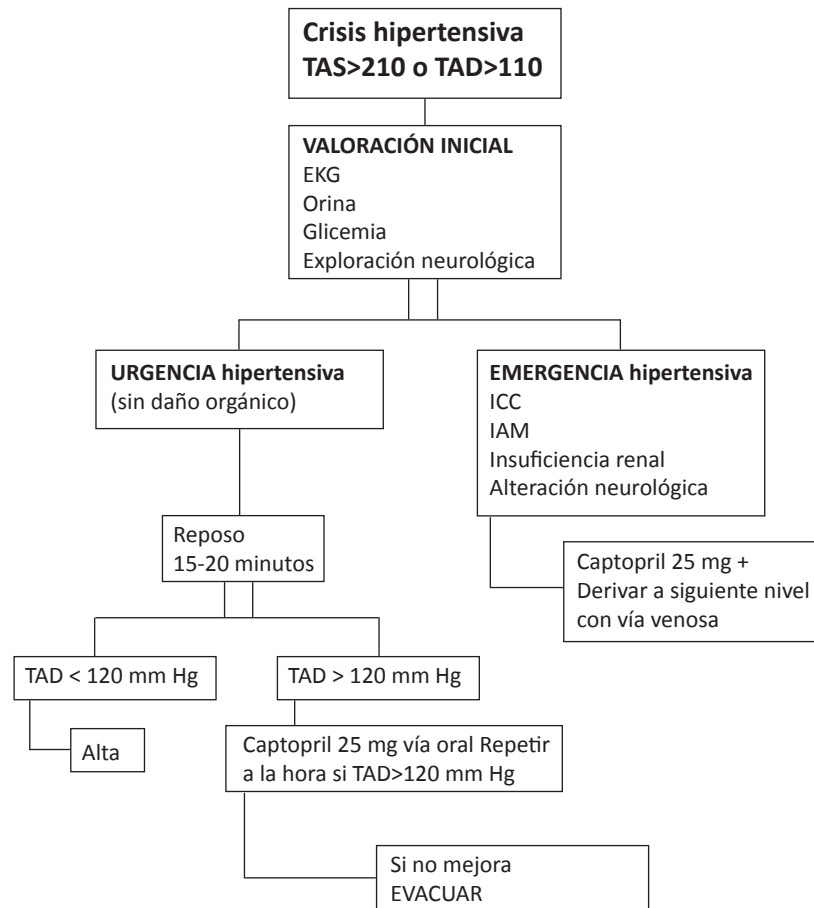 Crisis hipertensiva
TAS>210 o TAD>110
VALORACIÓN INICIAL
EKG
Orina
Glicemia
Exploración neurológica
URGENCIA hipertensiva
(sin daño orgánico)
EMERGENCIA hipertensiva
ICC
IAM
Insuficiencia renal
Alteración neurológica
Reposo
15-20 minutos
Captopril 25 mg +
Derivar a siguiente nivel
con vía venosa
TAD < 120 mm Hg
TAD > 120 mm Hg
Alta
Captopril 25 mg vía oral Repetir
a la hora si TAD>120 mm Hg
Si no mejora
EVACUAR